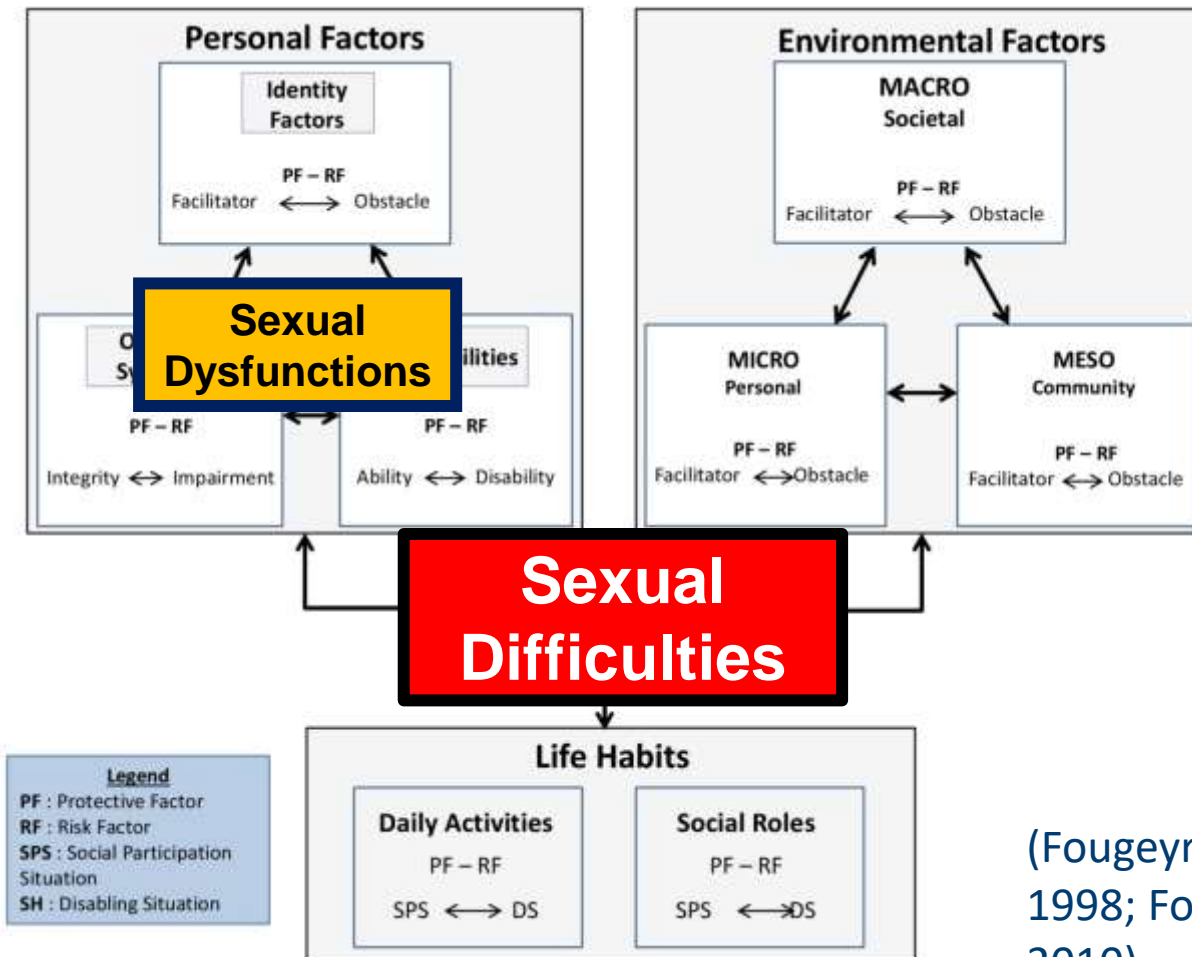 Personal Factors
Identity
Factors
PF – RF
Facilitator ⟷ Obstacle
Sexual
Dysfunctions
ilities
PF – RF
Integrity ⟷ Impairment
PF – RF
Ability ⟷ Disability
Environmental Factors
MACRO
Societal
PF – RF
Facilitator ⟷ Obstacle
MICRO
Personal
PF – RF
Facilitator ⟷Obstacle
MESO
Community
PF – RF
Facilitator ⟷ Obstacle
Sexual
Difficulties
Life Habits
Daily Activities
PF – RF
SPS ⟷ DS
Social Roles
PF – RF
SPS ⟷DS
Legend
PF : Protective Factor
RF : Risk Factor
SPS : Social Participation
Situation
SH : Disabling Situation
(Fougeyr
1998; Fo